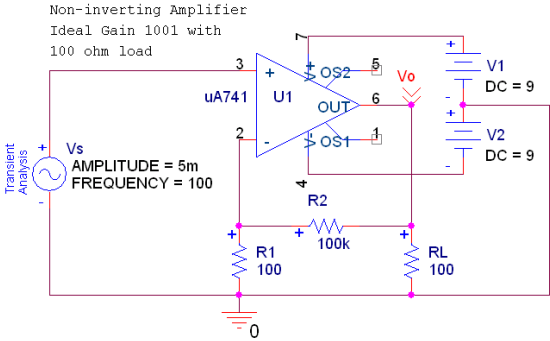 Non-inverting Amplifier
Ideal Gain 1001 with
100 ohm load
7
V1
DC = 9
3
+
V+
OS2
5
uA741
U1
OUT
6
Vo
2
-
V-
OS1
1
V2
DC = 9
4
Transient
Analysis
+
Vs
AMPLITUDE = 5m
FREQUENCY = 100
-
R2
+
100k
+
R1
100
+
RL
100
+
-
+
-
0